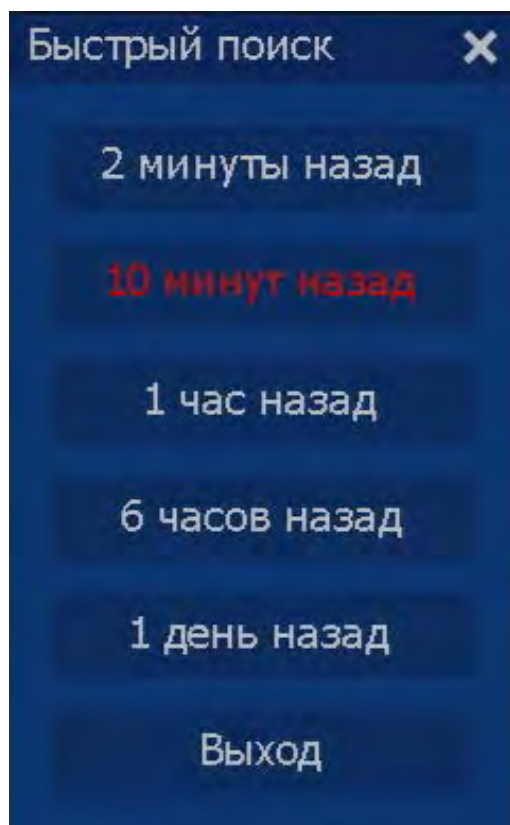 Быстрый поиск
2 минуты назад
10 минут назад
1 час назад
6 часов назад
1 день назад
Выход